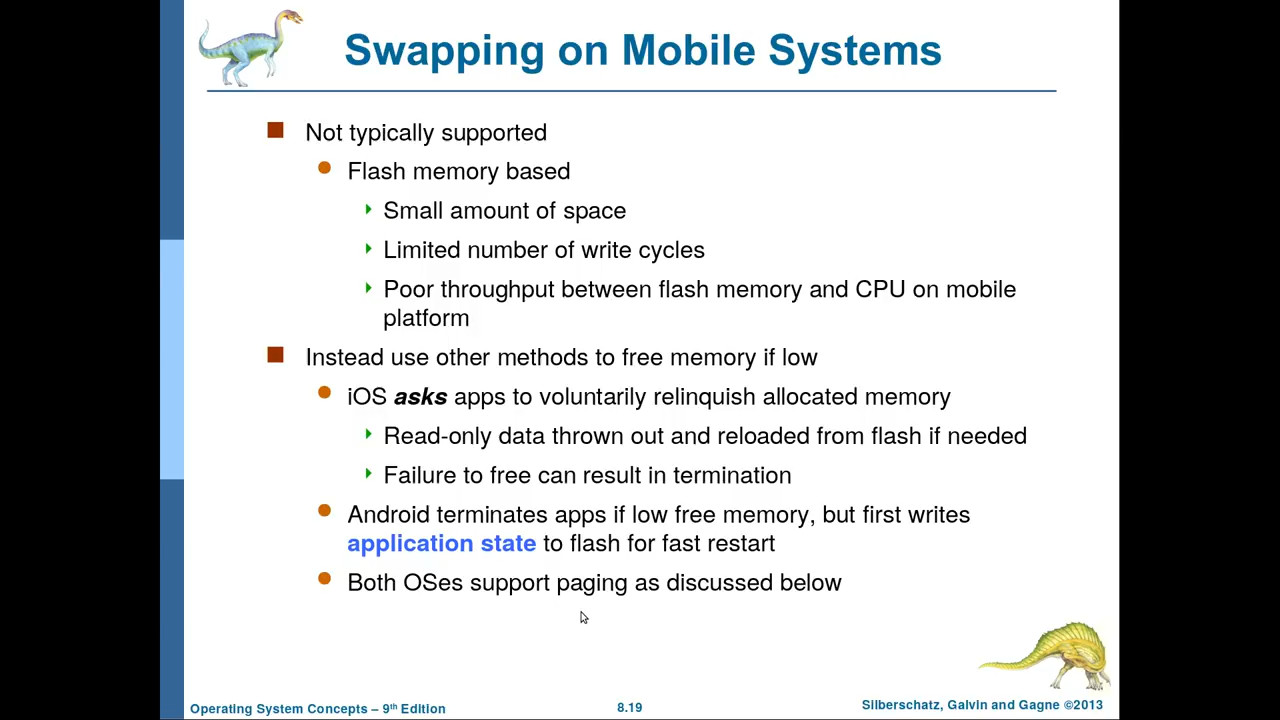 Swapping on Mobile Systems
Not typically supported
Flash memory based
Small amount of space
Limited number of write cycles
Poor throughput between flash memory and CPU on mobile
platform
Instead use other methods to free memory if low
iOS asks apps to voluntarily relinquish allocated memory
Read-only data thrown out and reloaded from flash if needed
Failure to free can result in termination
Android terminates apps if low free memory, but first writes
application state to flash for fast restart
Both OSes support paging as discussed below
Operating System Concepts – 9th Edition
8.19
Silberschatz, Galvin and Gagne ©2013